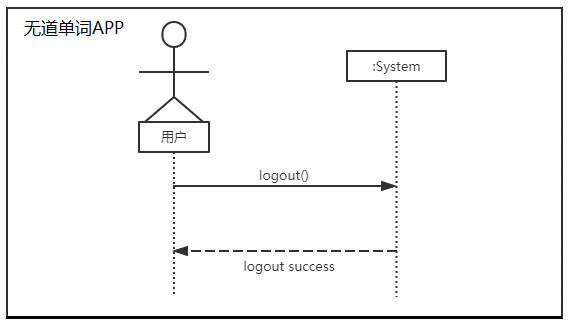 无道单词APP
:System
用户
logout()
logout success